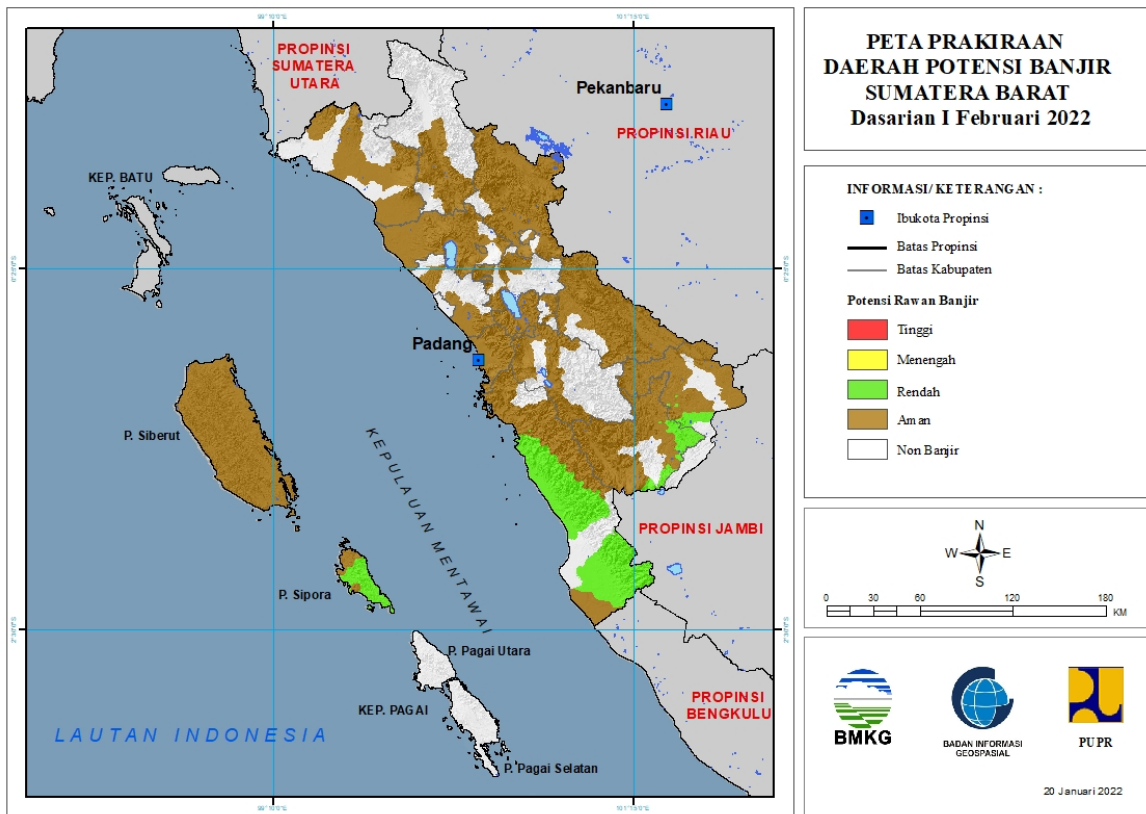 PETA PRAKIRAAN
DAERAH POTENSI BANJIR
SUMATERA BARAT
Dasarian I Februari 2022
INFORMASI/ KETERANGAN :
Ibukota Propinsi
Batas Propinsi
Batas Kabupaten
Potensi Rawan Banjir
Tinggi
Menengah
Rendah
Aman
Non Banjir
N
W E
S
0 30 60 120 180
KM
BMKG
BADAN INFORMASI
GEOSPASIAL
PUPR
20 Januari 2022
PROPINSI
SUMATERA
UTARA
Pekanbaru
PROPINSI RIAU
KEP. BATU
Padang
P. Siberut
KEPULAUAN MENTAWAI
PROPINSI JAMBI
P. Sipora
P. Pagai Utara
KEP. PAGAI
PROPINSI
BENGKULU
LAUTAN INDONESIA
P. Pagai Selatan